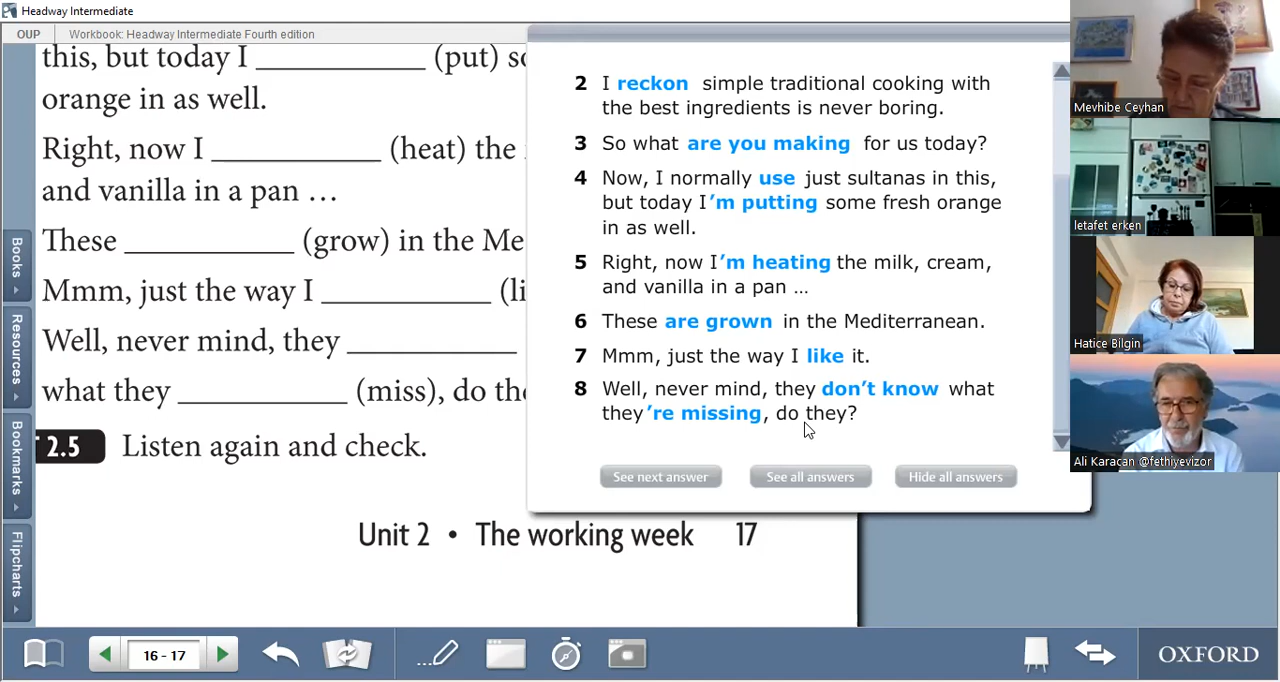 Headway Intermediate
OUP
Workbook: Headway Intermediate Fourth edition
this, but today I ____________ (put) so
orange in as well.
Right, now I ____________ (heat) the
and vanilla in a pan …
These ____________ (grow) in the Me
Mmm, just the way I ____________ (li
Well, never mind, they ____________
what they ____________ (miss), do the
T 2.5 Listen again and check.
Unit 2 • The working week 17
2 I reckon simple traditional cooking with
the best ingredients is never boring.
3 So what are you making for us today?
4 Now, I normally use just sultanas in this,
but today I'm putting some fresh orange
in as well.
5 Right, now I'm heating the milk, cream,
and vanilla in a pan …
6 These are grown in the Mediterranean.
7 Mmm, just the way I like it.
8 Well, never mind, they don't know what
they're missing, do they?
See next answer
See all answers
Hide all answers
Books
Resources
Bookmarks
Flipcharts
Mevhibe Ceyhan
letafet erken
Hatice Bilgin
Ali Karacan @fethiyevizor
16 - 17
OXFORD